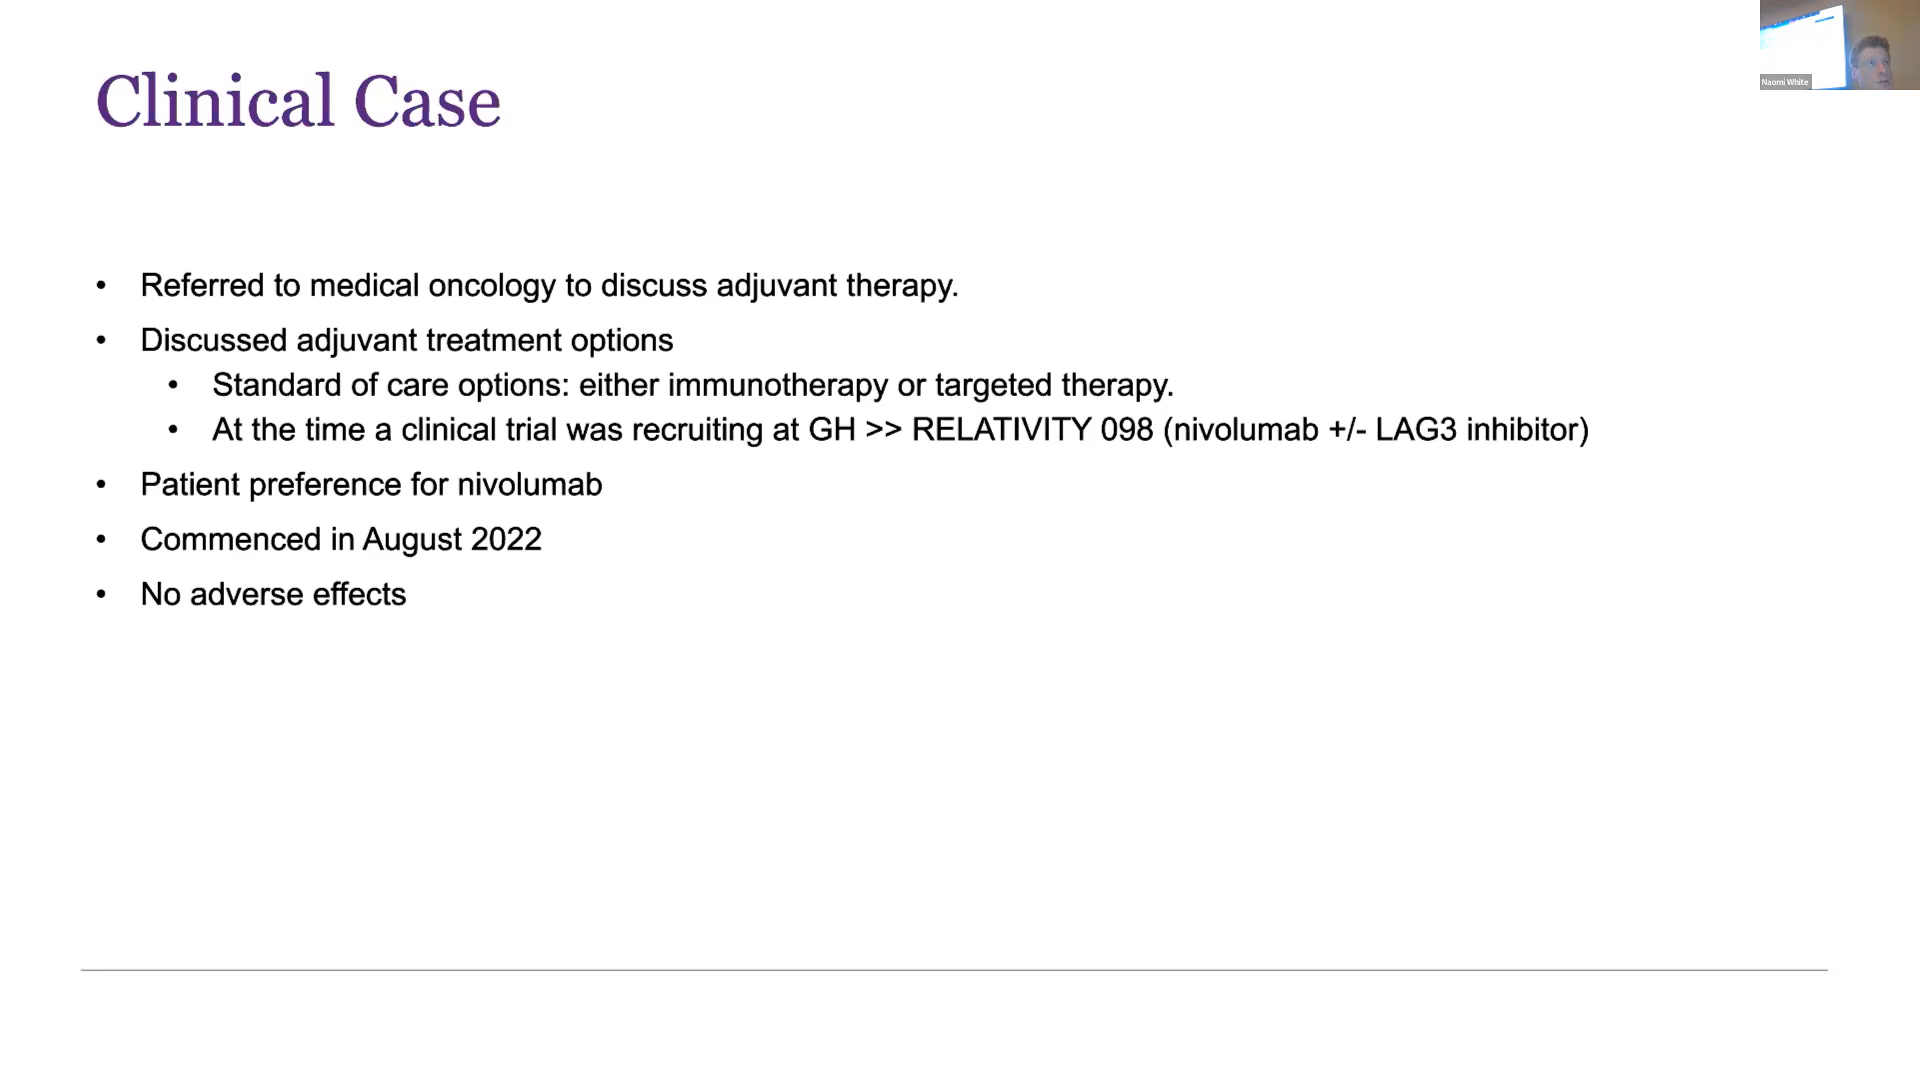 Clinical Case
Naomi White
• Referred to medical oncology to discuss adjuvant therapy.
• Discussed adjuvant treatment options
• Standard of care options: either immunotherapy or targeted therapy.
• At the time a clinical trial was recruiting at GH >> RELATIVITY 098 (nivolumab +/- LAG3 inhibitor)
• Patient preference for nivolumab
• Commenced in August 2022
• No adverse effects